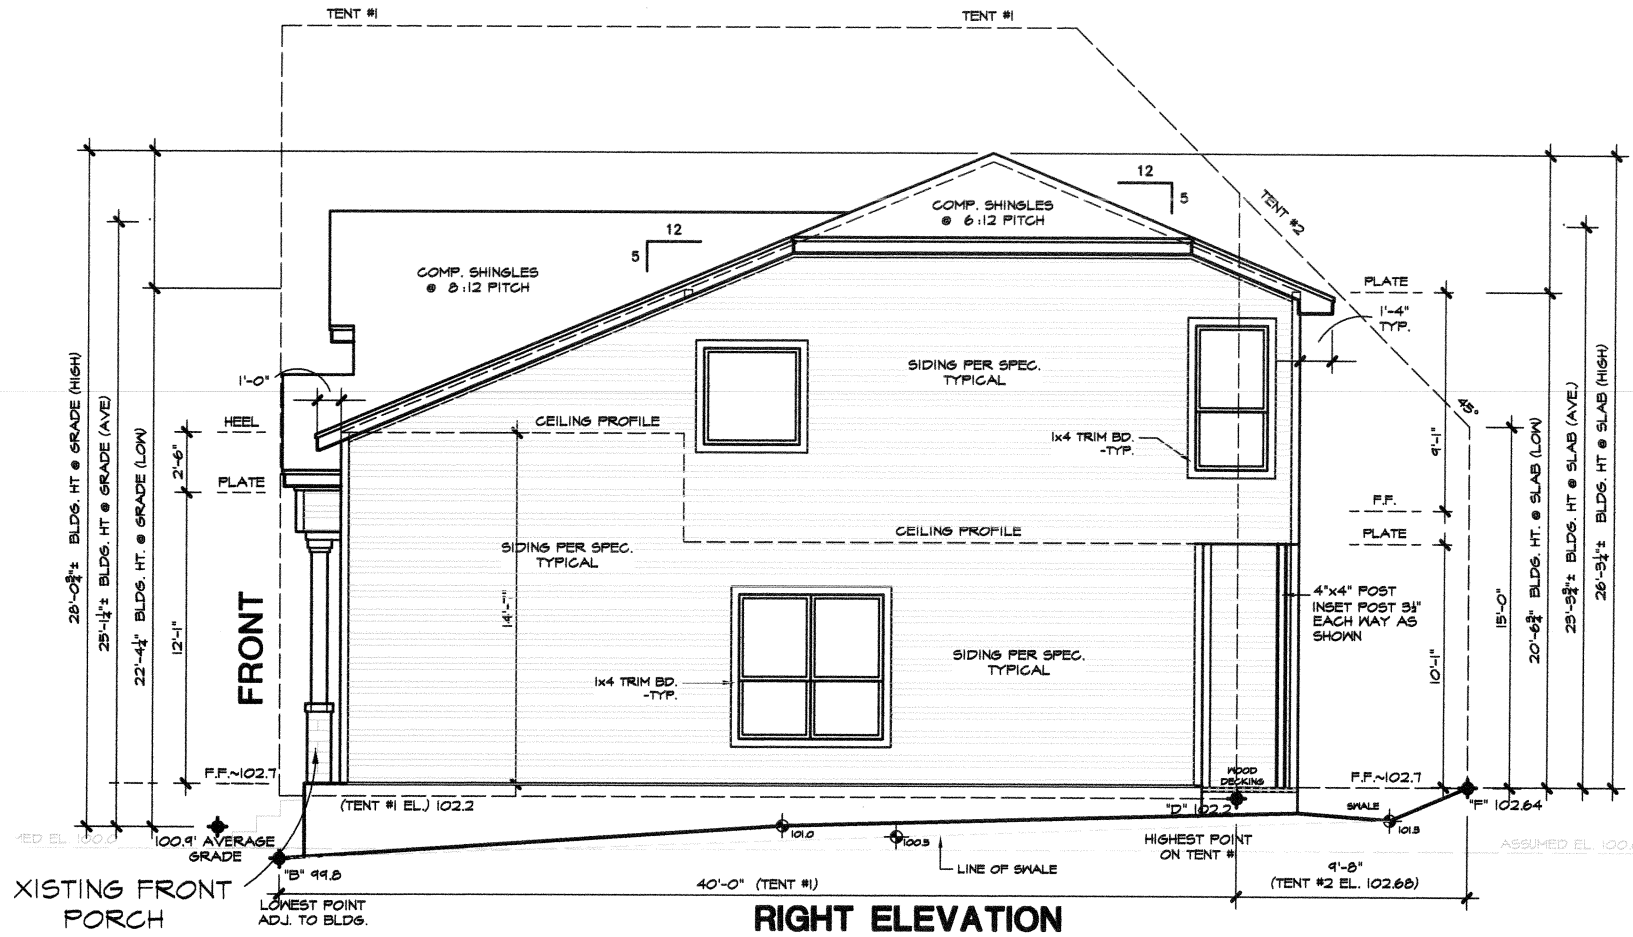 TENT #1
TENT #1
12
5
TENT #2
COMP. SHINGLES
@ 6:12 PITCH
12
5
COMP. SHINGLES
@ 8:12 PITCH
PLATE
1'-4"
TYP.
SIDING PER SPEC.
TYPICAL
1'-0"
HEEL
CEILING PROFILE
45°
1x4 TRIM BD.
-TYP.
9'-1"
2'-6"
PLATE
F.F.
CEILING PROFILE
PLATE
SIDING PER SPEC.
TYPICAL
28'-0¾"± BLDG. HT @ GRADE (HIGH)
25'-1¼"± BLDG. HT @ GRADE (AVE)
22'-4¼" BLDG. HT. @ GRADE (LOW)
12'-1"
FRONT
14'-7"
4"x4" POST
INSET POST 3½"
EACH WAY AS
SHOWN
10'-1"
15'-0"
20'-6¾" BLDG. HT. @ SLAB (LOW)
23'-3¾"± BLDG. HT @ SLAB (AVE.)
26'-3¼"± BLDG. HT @ SLAB (HIGH)
SIDING PER SPEC.
TYPICAL
1x4 TRIM BD.
-TYP.
F.F.~102.7
WOOD
DECKING
F.F.~102.7
(TENT #1 EL.) 102.2
"D" 102.2
SWALE
"F" 102.64
101.0
100.3
101.3
100.9' AVERAGE
GRADE
HIGHEST POINT
ON TENT #
ASSUMED EL. 100.
"B" 99.8
LINE OF SWALE
9'-8"
(TENT #2 EL. 102.68)
40'-0" (TENT #1)
XISTING FRONT
PORCH
LOWEST POINT
ADJ. TO BLDG.
RIGHT ELEVATION